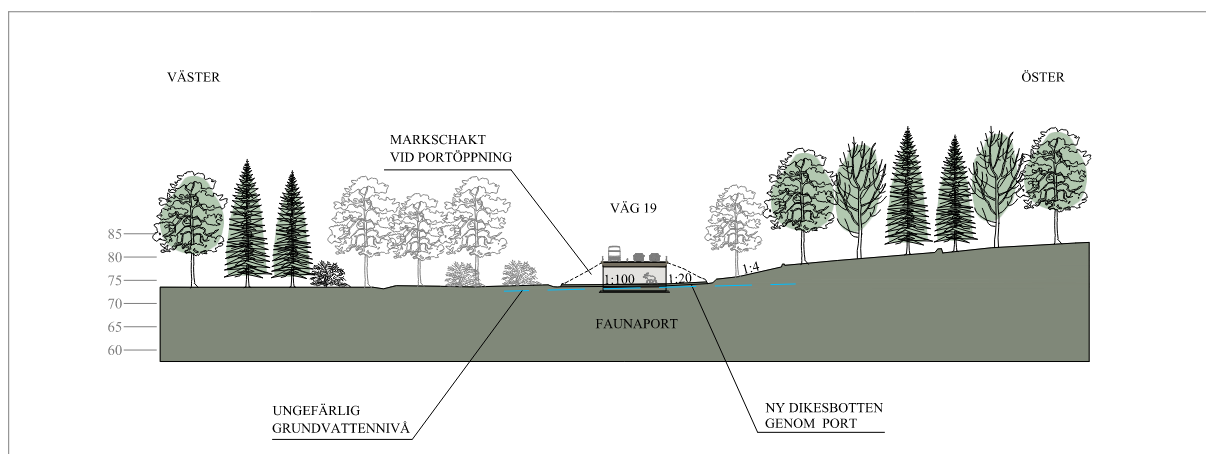 VÄSTER
ÖSTER
MARKSCHAKT
VID PORTÖPPNING
VÄG 19
85
80
75
70
65
60
1:100
1:20
1:4
FAUNAPORT
UNGEFÄRLIG
GRUNDVATTENNIVÅ
NY DIKESBOTTEN
GENOM PORT